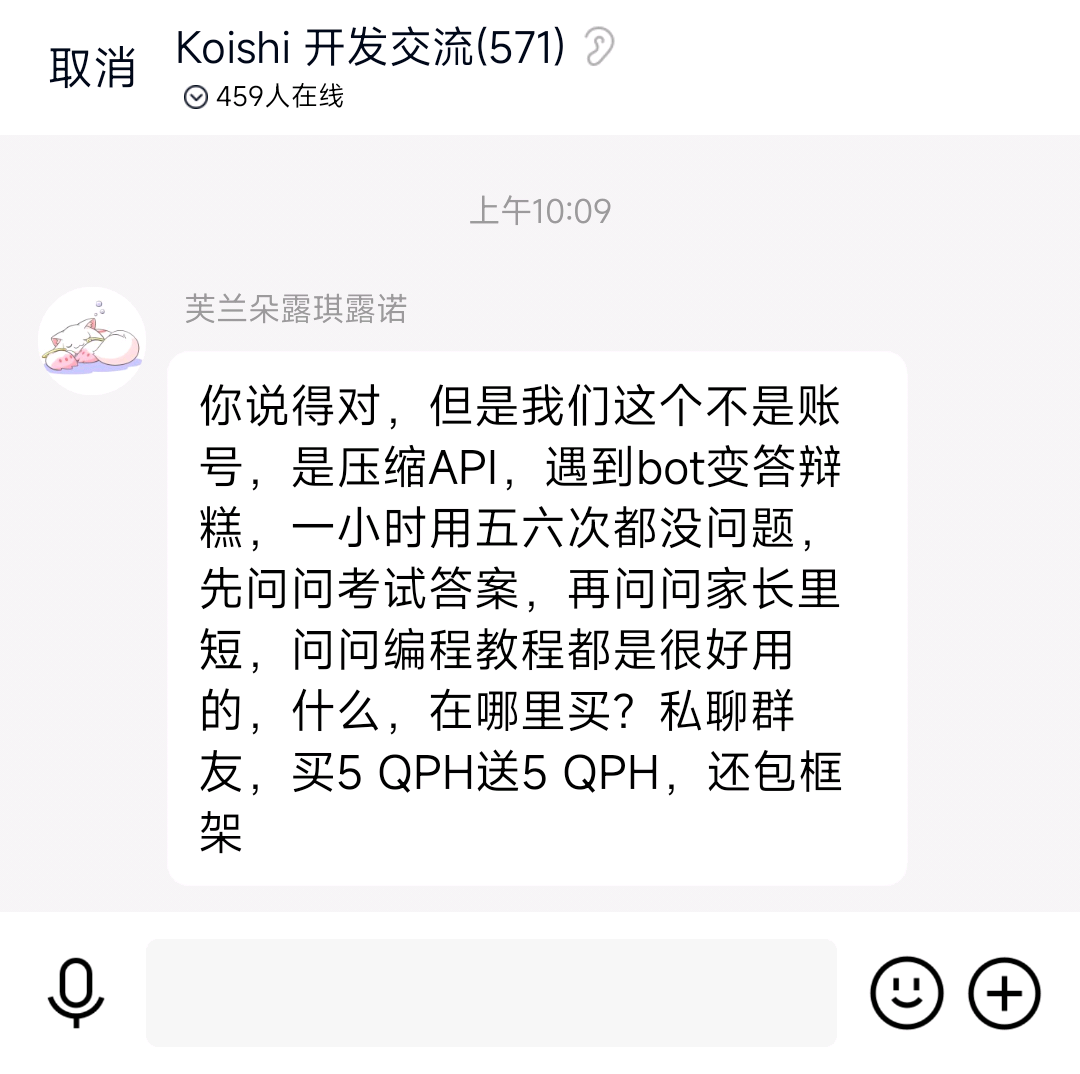 取消
Koishi 开发交流(571)
459人在线
上午10:09
芙兰朵露琪露诺
你说得对，但是我们这个不是账
号，是压缩API，遇到bot变答辩
糕，一小时用五六次都没问题，
先问问考试答案，再问问家长里
短，问问编程教程都是很好用
的，什么，在哪里买？私聊群
友，买5 QPH送5 QPH，还包框
架